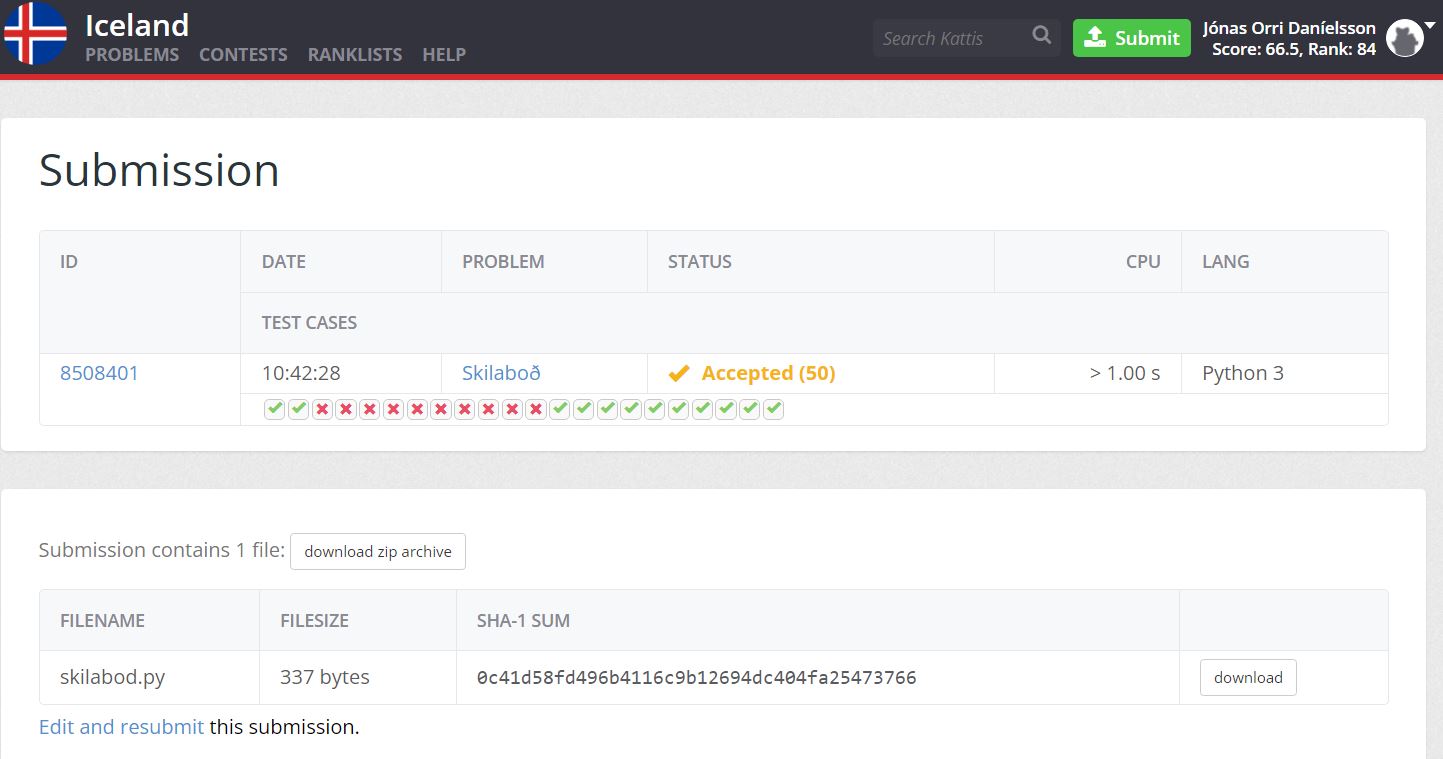 Iceland
PROBLEMS CONTESTS RANKLISTS HELP
Search Kattis
Submit
Jónas Orri Daníelsson
Score: 66.5, Rank: 84
Submission
ID DATE PROBLEM STATUS CPU LANG
TEST CASES
8508401 10:42:28 Skilaboð Accepted (50) > 1.00 s Python 3
Submission contains 1 file: download zip archive
FILENAME FILESIZE SHA-1 SUM
skilabod.py 337 bytes 0c41d58fd496b4116c9b12694dc404fa25473766 download
Edit and resubmit this submission.